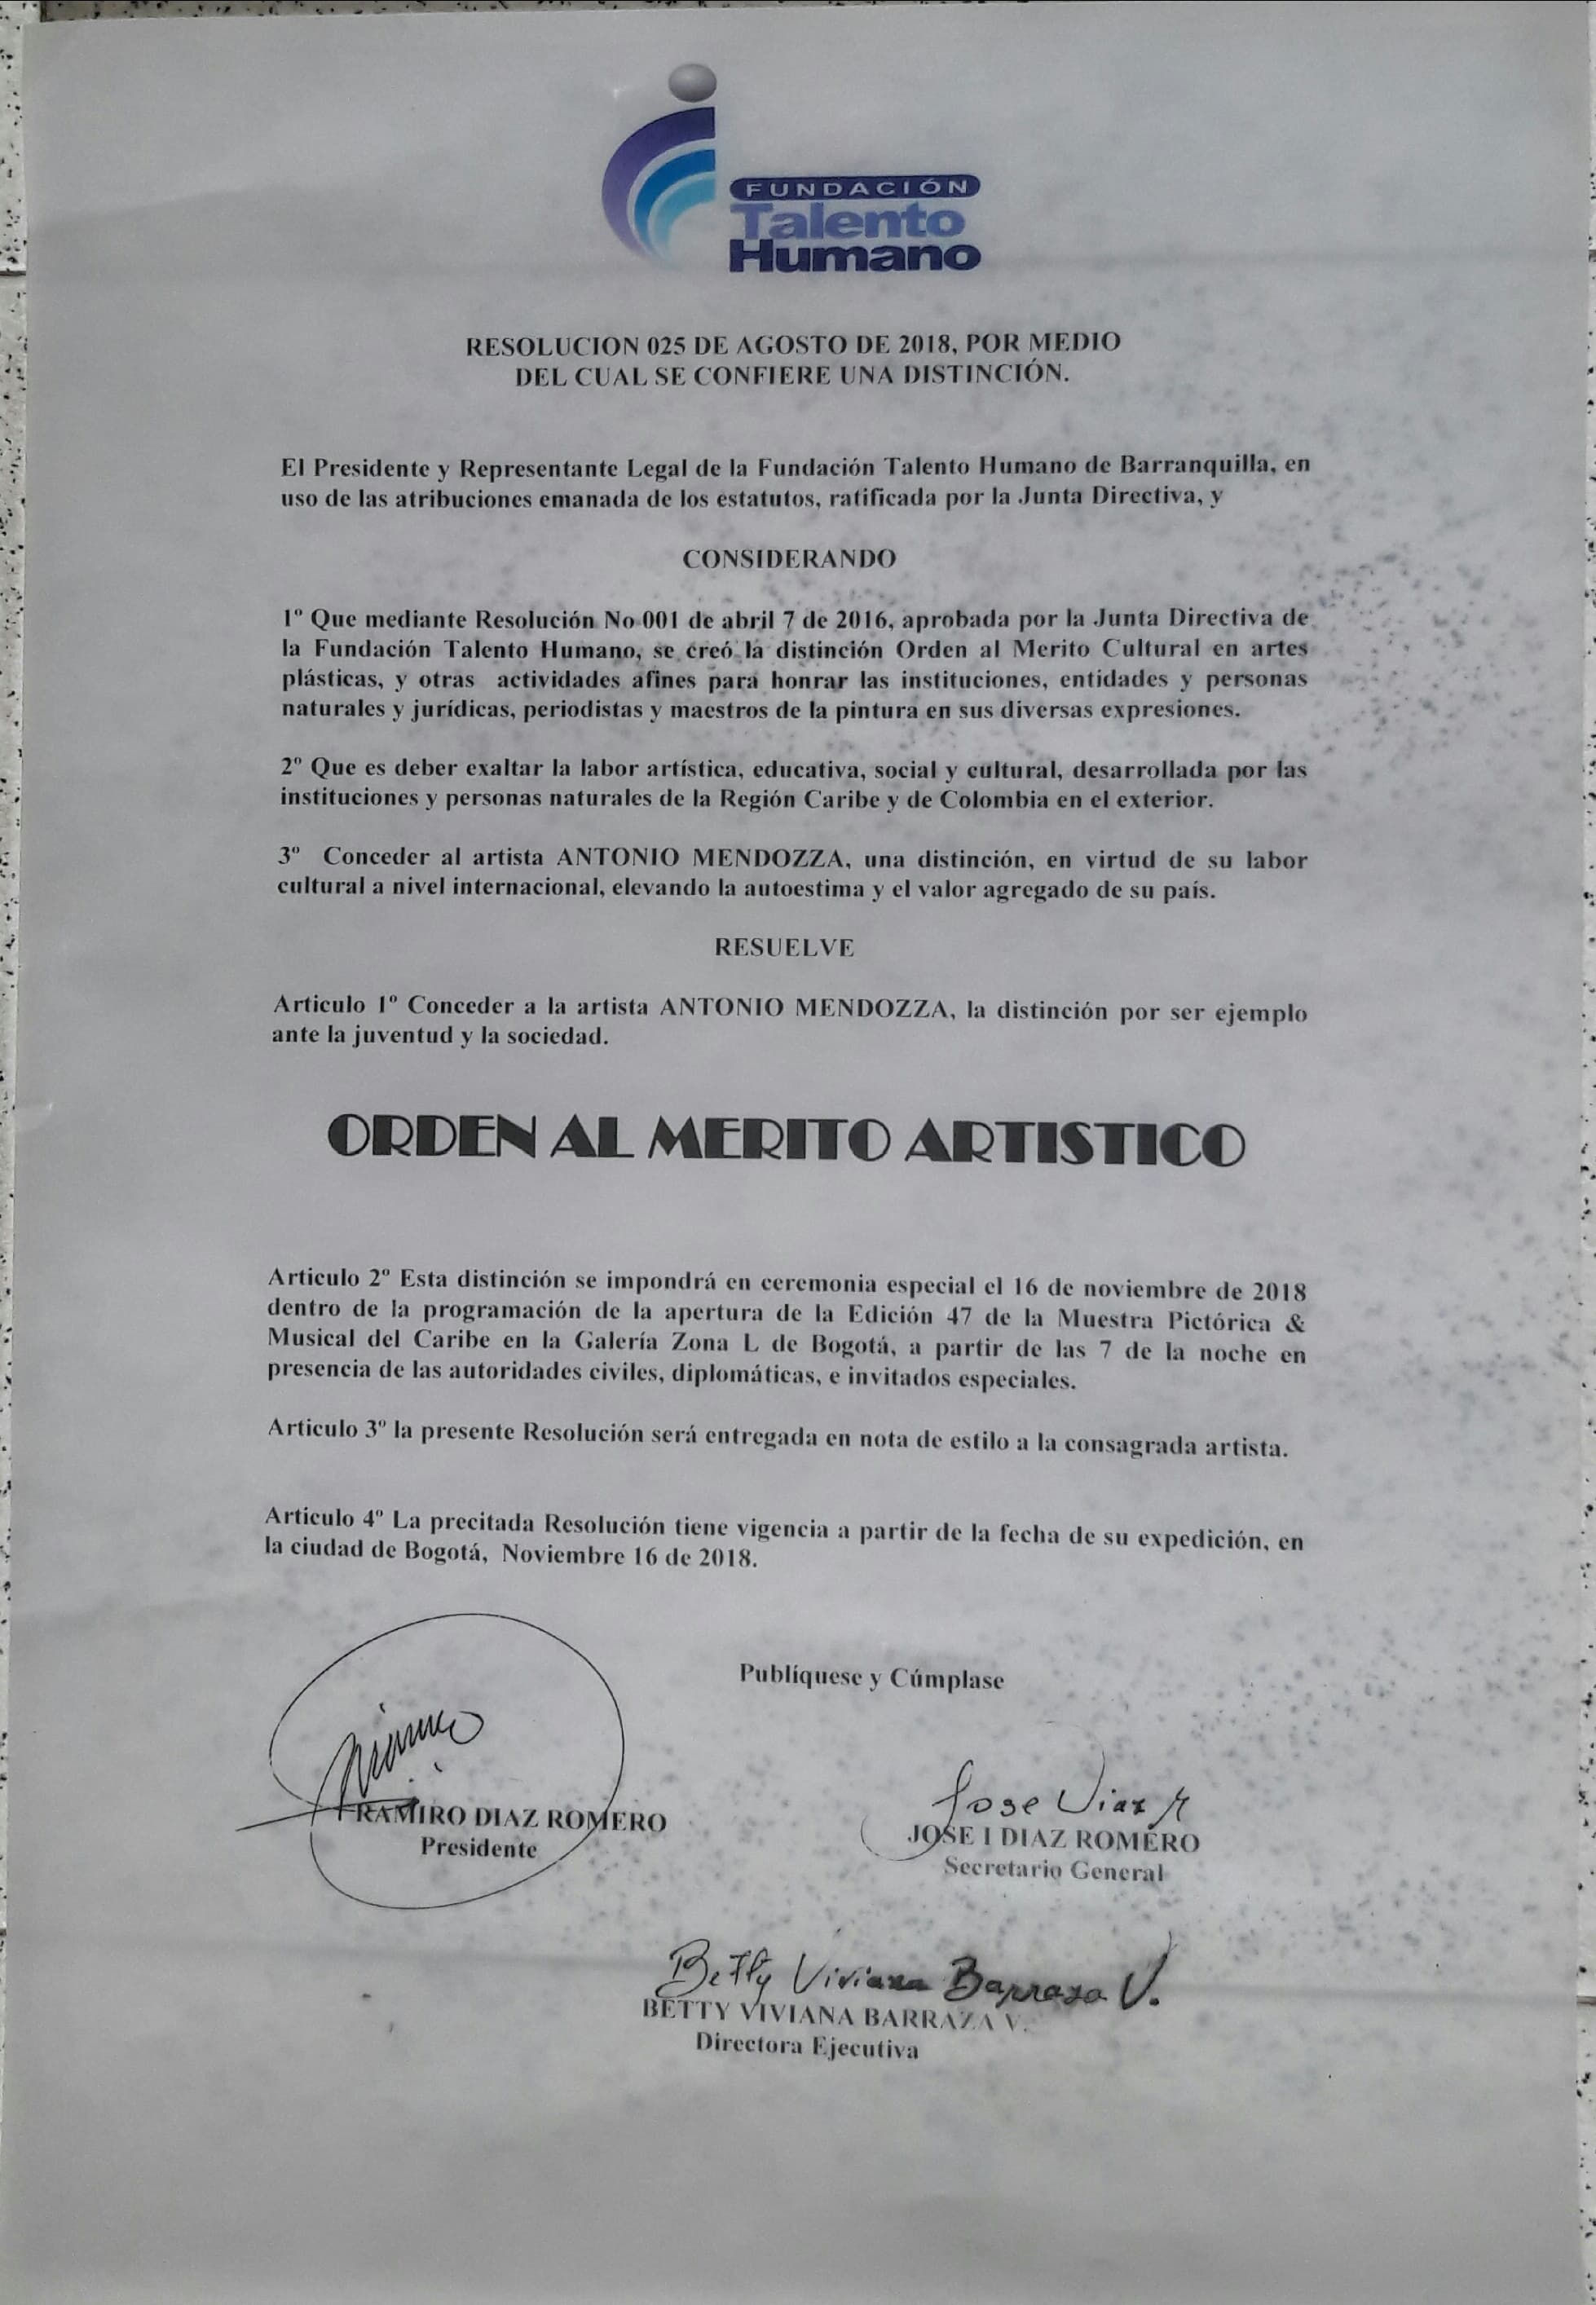 FUNDACIÓN
Talento
Humano
RESOLUCION 025 DE AGOSTO DE 2018, POR MEDIO
DEL CUAL SE CONFIERE UNA DISTINCIÓN.
El Presidente y Representante Legal de la Fundación Talento Humano de Barranquilla, en
uso de las atribuciones emanada de los estatutos, ratificada por la Junta Directiva, y
CONSIDERANDO
1º Que mediante Resolución No 001 de abril 7 de 2016, aprobada por la Junta Directiva de
la Fundación Talento Humano, se creó la distinción Orden al Merito Cultural en artes
plásticas, y otras actividades afines para honrar las instituciones, entidades y personas
naturales y jurídicas, periodistas y maestros de la pintura en sus diversas expresiones.
2º Que es deber exaltar la labor artística, educativa, social y cultural, desarrollada por las
instituciones y personas naturales de la Región Caribe y de Colombia en el exterior.
3º Conceder al artista ANTONIO MENDOZZA, una distinción, en virtud de su labor
cultural a nivel internacional, elevando la autoestima y el valor agregado de su país.
RESUELVE
Articulo 1º Conceder a la artista ANTONIO MENDOZZA, la distinción por ser ejemplo
ante la juventud y la sociedad.
ORDEN AL MERITO ARTISTICO
Articulo 2º Esta distinción se impondrá en ceremonia especial el 16 de noviembre de 2018
dentro de la programación de la apertura de la Edición 47 de la Muestra Pictórica &
Musical del Caribe en la Galería Zona L de Bogotá, a partir de las 7 de la noche en
presencia de las autoridades civiles, diplomáticas, e invitados especiales.
Articulo 3º la presente Resolución será entregada en nota de estilo a la consagrada artista.
Articulo 4º La precitada Resolución tiene vigencia a partir de la fecha de su expedición, en
la ciudad de Bogotá, Noviembre 16 de 2018.
Publíquese y Cúmplase
RAMIRO DIAZ ROMERO
Presidente
Jose Diaz R
JOSE I DIAZ ROMERO
Secretario General
Betty Viviana Barraza V.
BETTY VIVIANA BARRAZA V.
Directora Ejecutiva